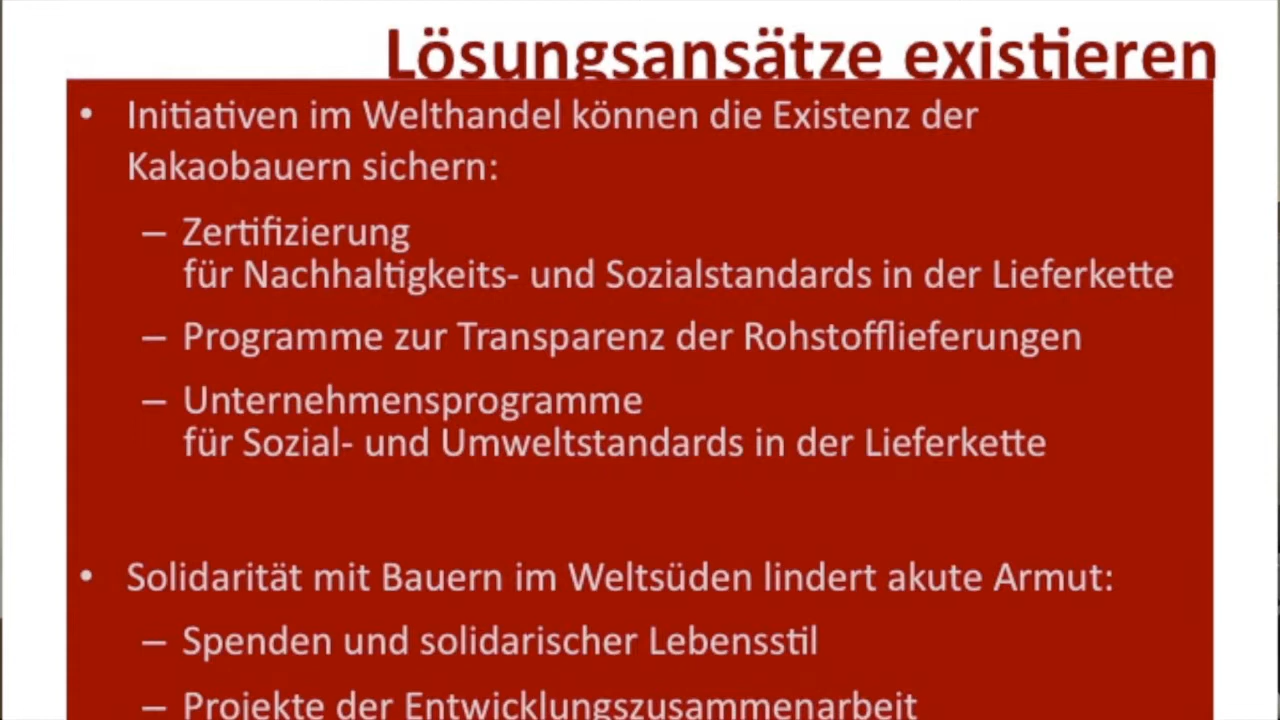 Lösungsansätze existieren
• Initiativen im Welthandel können die Existenz der
Kakaobauern sichern:
– Zertifizierung
für Nachhaltigkeits- und Sozialstandards in der Lieferkette
– Programme zur Transparenz der Rohstofflieferungen
– Unternehmensprogramme
für Sozial- und Umweltstandards in der Lieferkette
• Solidarität mit Bauern im Weltsüden lindert akute Armut:
– Spenden und solidarischer Lebensstil
– Projekte der Entwicklungszusammenarbeit